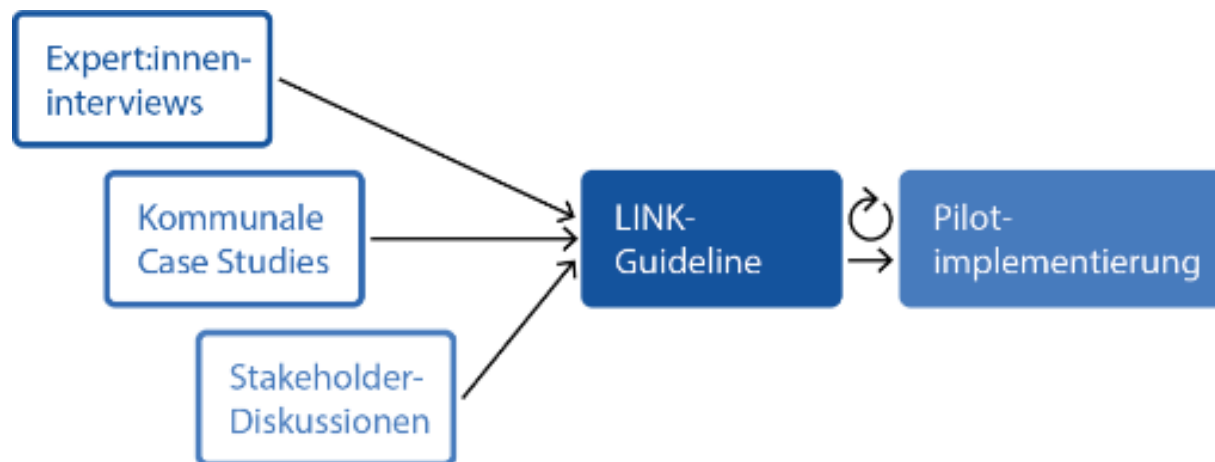 Expert:innen-
interviews
Kommunale
Case Studies
Stakeholder-
Diskussionen
LINK-
Guideline
Pilot-
implementierung